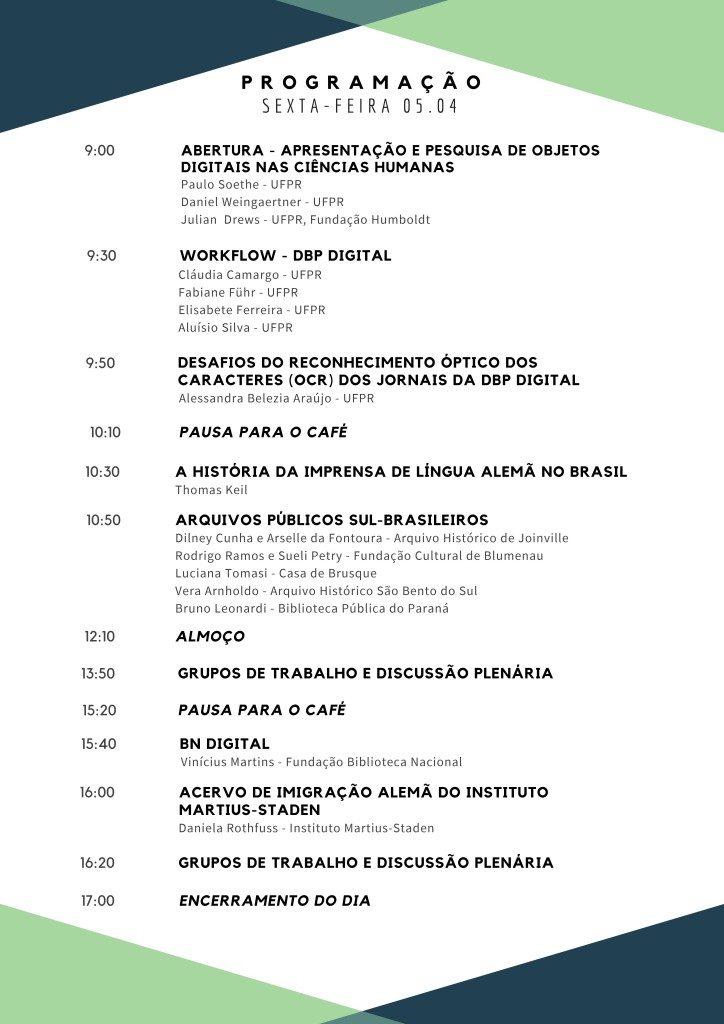 PROGRAMAÇÃO
SEXTA-FEIRA 05.04
9:00 ABERTURA - APRESENTAÇÃO E PESQUISA DE OBJETOS
DIGITAIS NAS CIÊNCIAS HUMANAS
Paulo Soethe - UFPR
Daniel Weingaertner - UFPR
Julian Drews - UFPR, Fundação Humboldt
9:30 WORKFLOW - DBP DIGITAL
Cláudia Camargo - UFPR
Fabiane Führ - UFPR
Elisabete Ferreira - UFPR
Aluísio Silva - UFPR
9:50 DESAFIOS DO RECONHECIMENTO ÓPTICO DOS
CARACTERES (OCR) DOS JORNAIS DA DBP DIGITAL
Alessandra Belezia Araújo - UFPR
10:10 PAUSA PARA O CAFÉ
10:30 A HISTÓRIA DA IMPRENSA DE LÍNGUA ALEMÃ NO BRASIL
Thomas Keil
10:50 ARQUIVOS PÚBLICOS SUL-BRASILEIROS
Dilney Cunha e Arselle da Fontoura - Arquivo Histórico de Joinville
Rodrigo Ramos e Sueli Petry - Fundação Cultural de Blumenau
Luciana Tomasi - Casa de Brusque
Vera Arnholdo - Arquivo Histórico São Bento do Sul
Bruno Leonardi - Biblioteca Pública do Paraná
12:10 ALMOÇO
13:50 GRUPOS DE TRABALHO E DISCUSSÃO PLENÁRIA
15:20 PAUSA PARA O CAFÉ
15:40 BN DIGITAL
Vinícius Martins - Fundação Biblioteca Nacional
16:00 ACERVO DE IMIGRAÇÃO ALEMÃ DO INSTITUTO
MARTIUS-STADEN
Daniela Rothfuss - Instituto Martius-Staden
16:20 GRUPOS DE TRABALHO E DISCUSSÃO PLENÁRIA
17:00 ENCERRAMENTO DO DIA